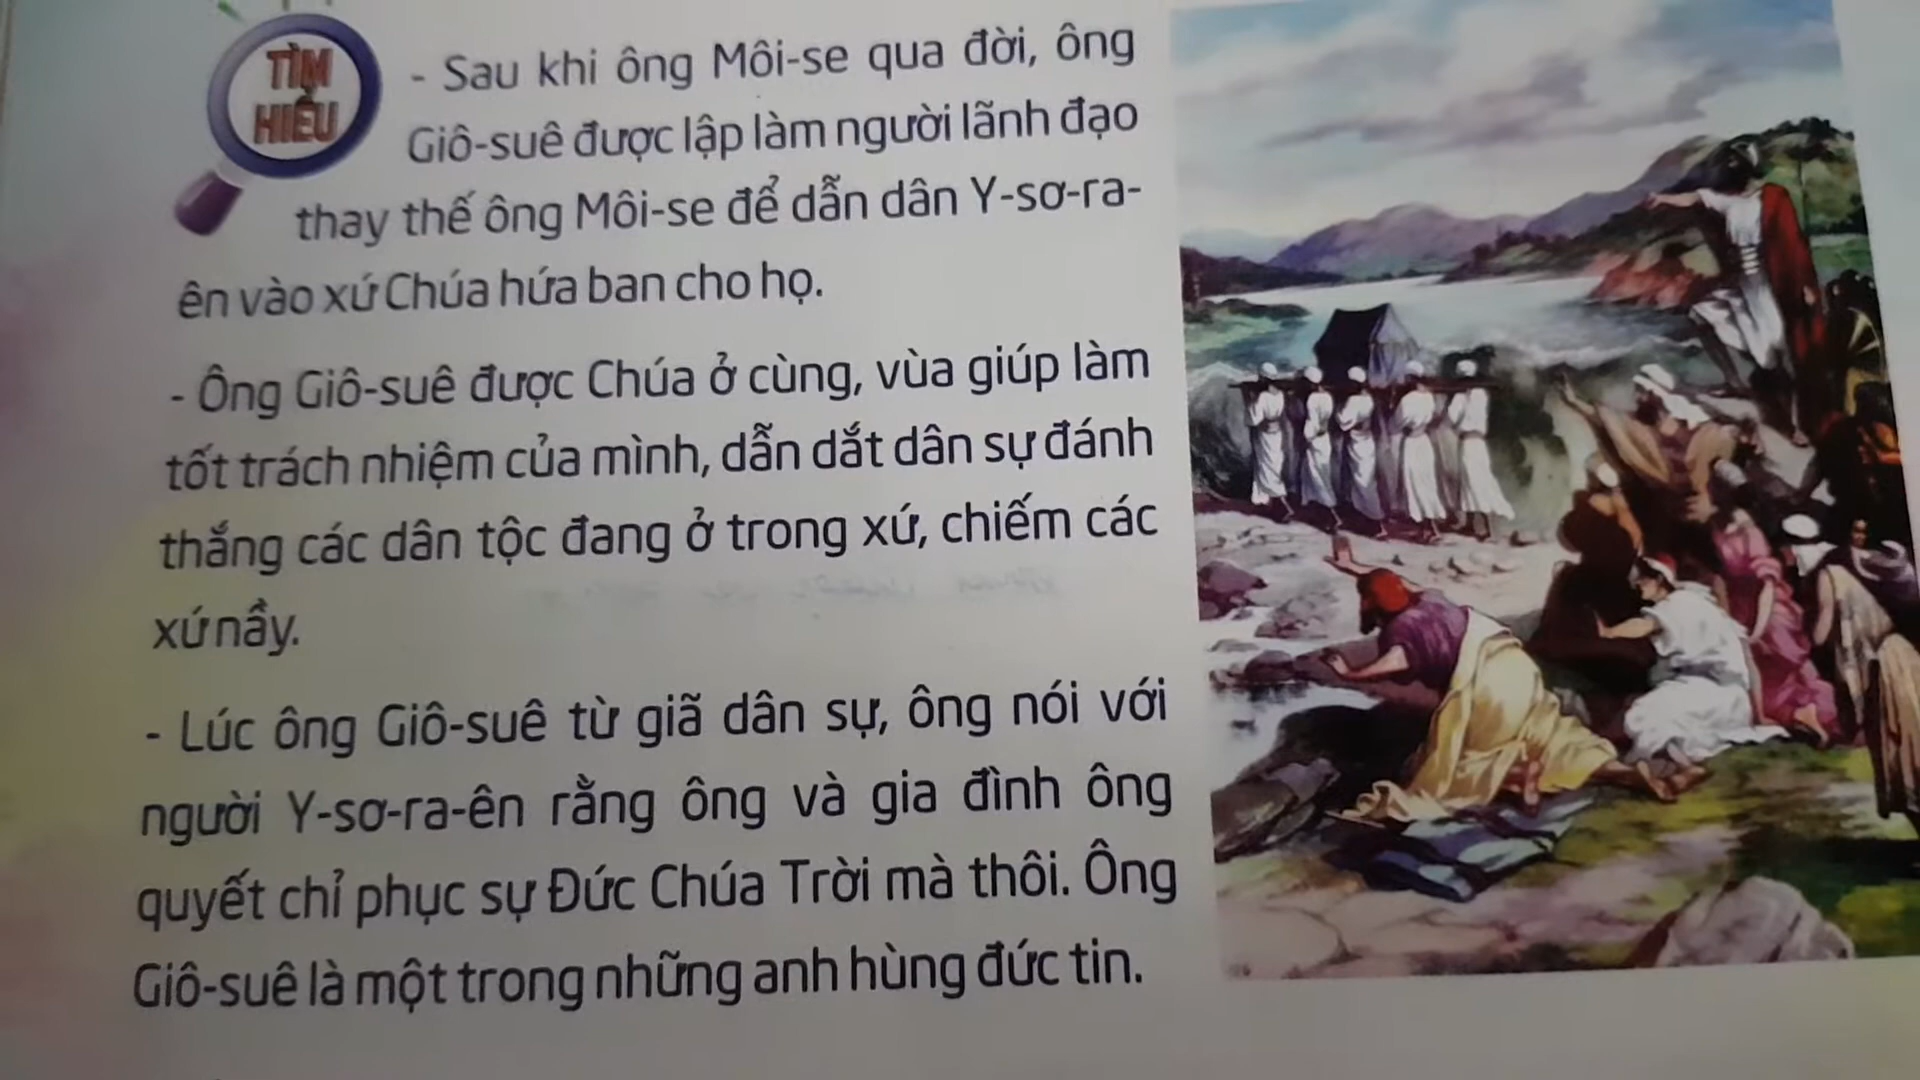 TÌM
HIỂU
- Sau khi ông Môi-se qua đời, ông
Giô-suê được lập làm người lãnh đạo
thay thế ông Môi-se để dẫn dân Y-sơ-ra-
ên vào xứ Chúa hứa ban cho họ.
- Ông Giô-suê được Chúa ở cùng, vùa giúp làm
tốt trách nhiệm của mình, dẫn dắt dân sự đánh
thắng các dân tộc đang ở trong xứ, chiếm các
xứ nầy.
- Lúc ông Giô-suê từ giã dân sự, ông nói với
người Y-sơ-ra-ên rằng ông và gia đình ông
quyết chỉ phục sự Đức Chúa Trời mà thôi. Ông
Giô-suê là một trong những anh hùng đức tin.